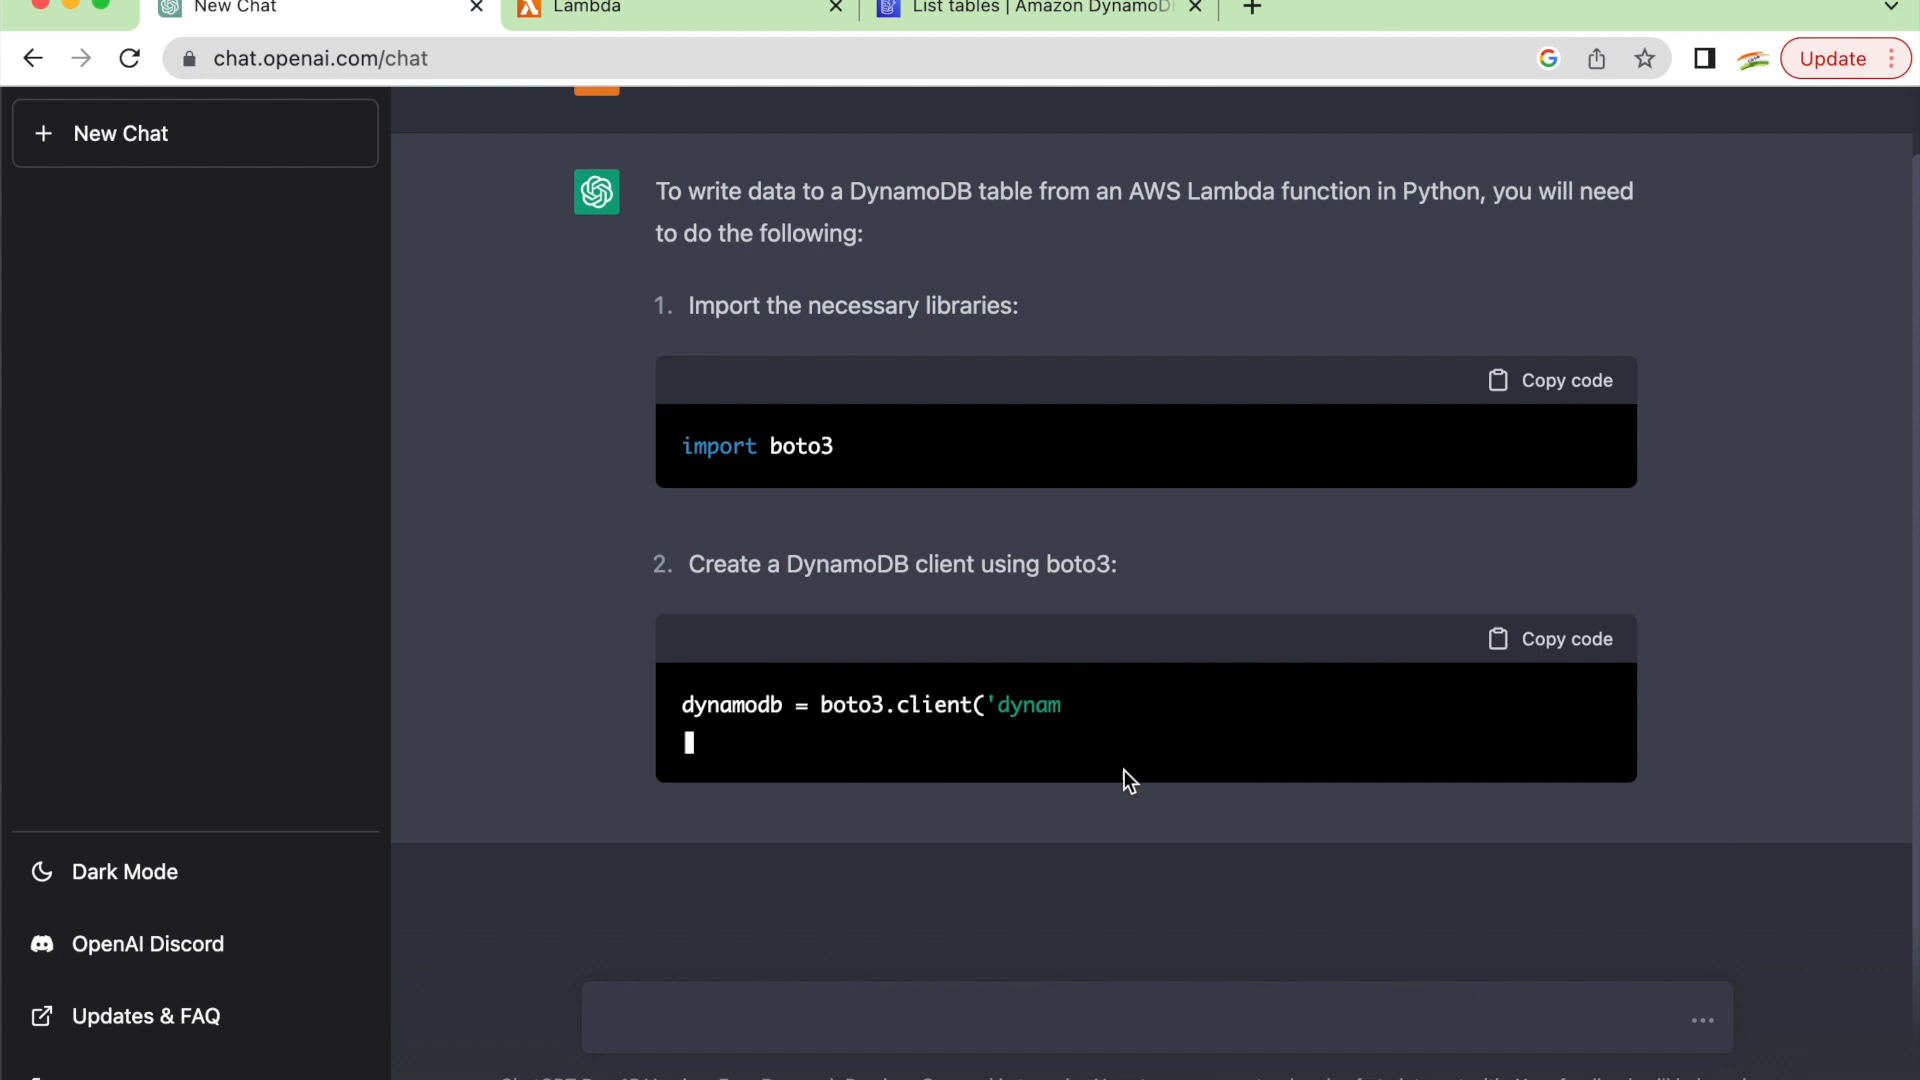 New Chat
Lambda
List tables | Amazon DynamoD
chat.openai.com/chat
Update
New Chat
To write data to a DynamoDB table from an AWS Lambda function in Python, you will need
to do the following:
1. Import the necessary libraries:
Copy code
import boto3
2. Create a DynamoDB client using boto3:
Copy code
dynamodb = boto3.client('dynam
Dark Mode
OpenAI Discord
Updates & FAQ